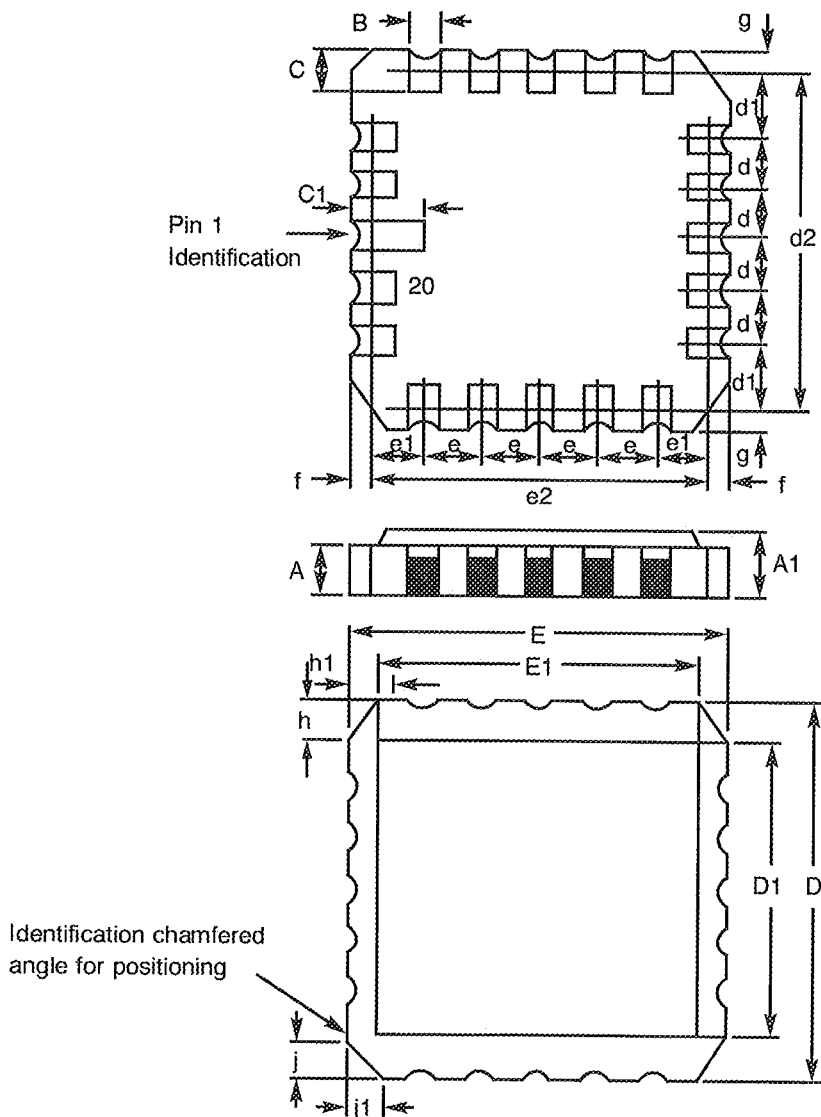 B
g
C
d1
d
C1
Pin 1
Identification
d
d2
d
20
d
d1
e1
e
e
e
e
e1
g
f
e2
f
A
A1
E
h1
E1
h
D1
D
Identification chamfered
angle for positioning
j
j1